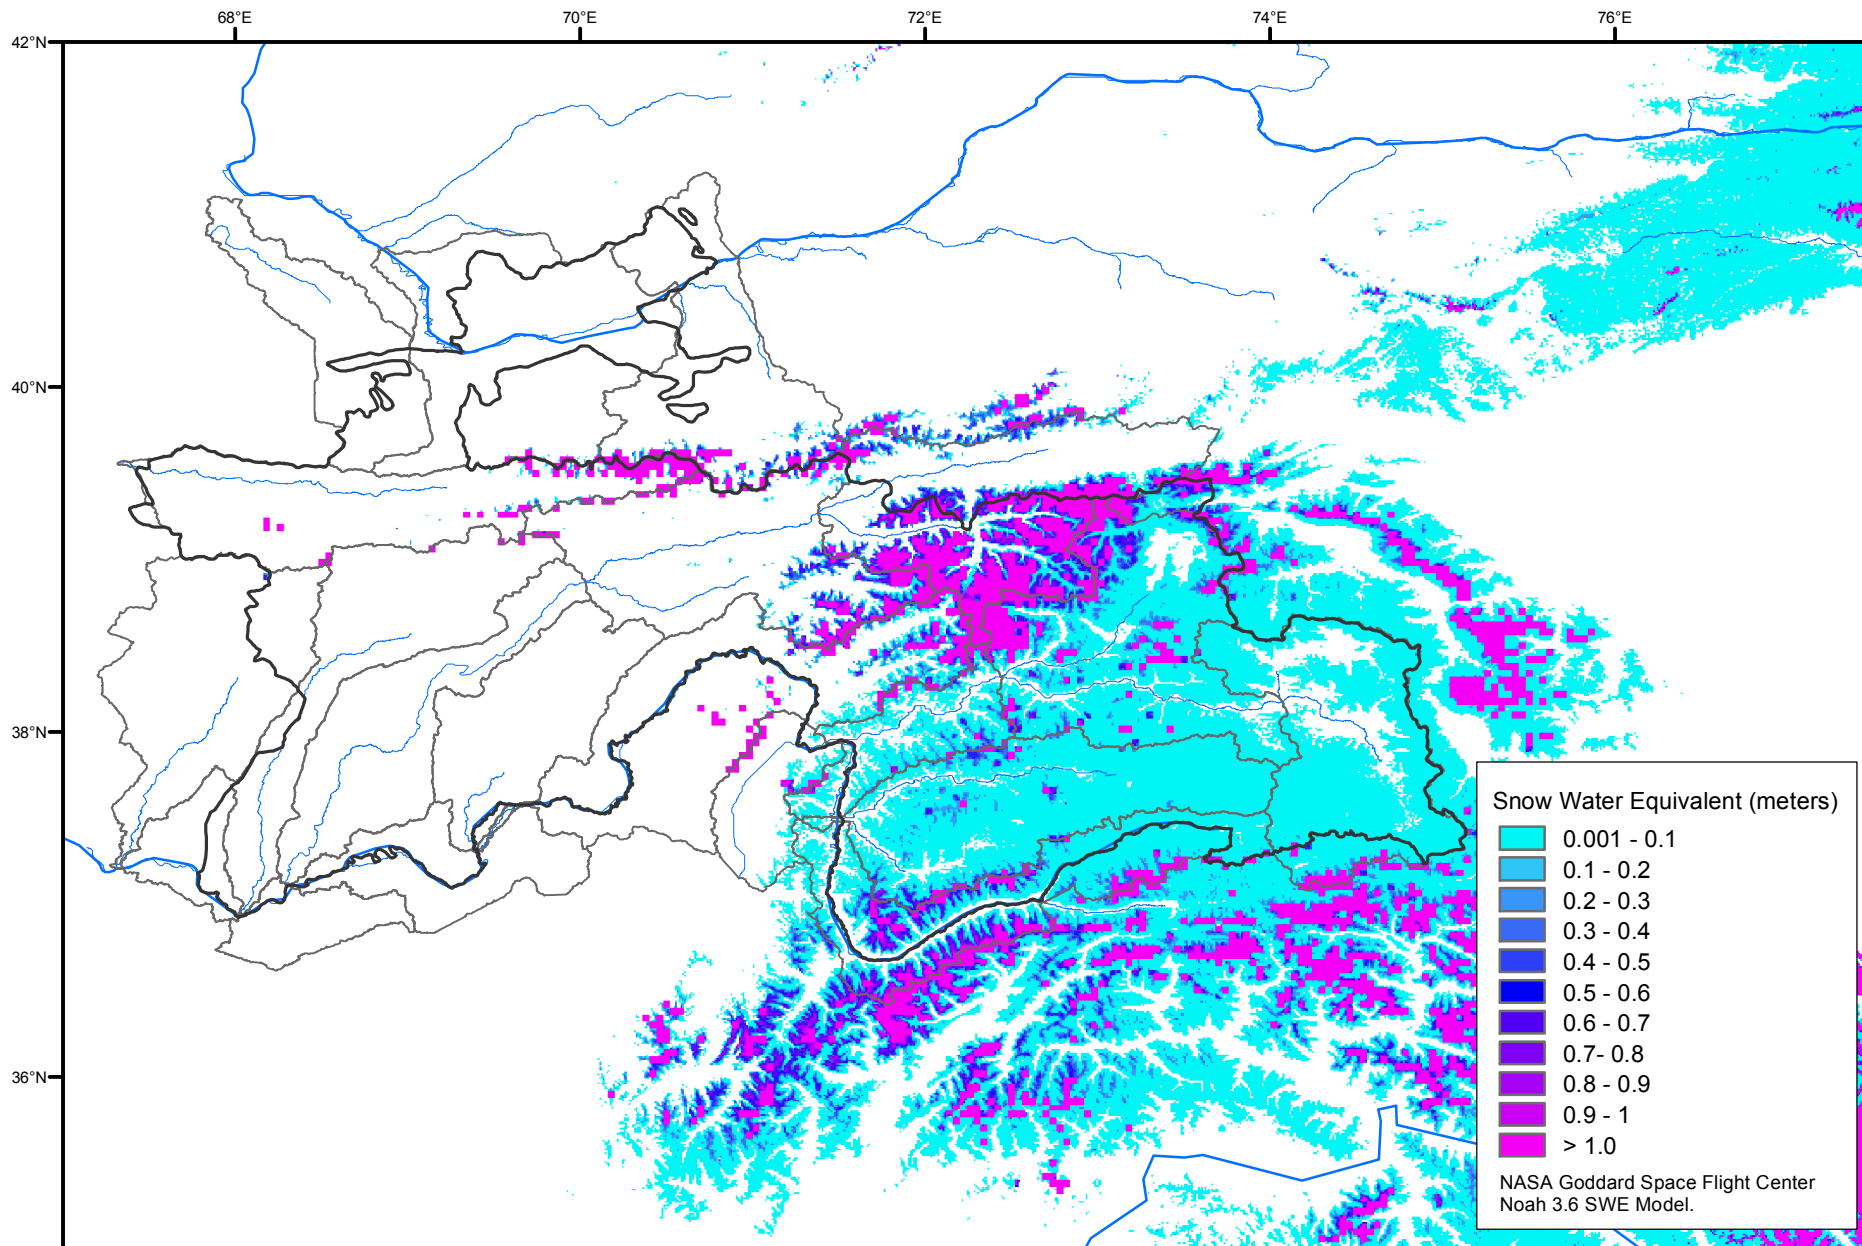 68°E 70°E 72°E 74°E 76°E
42°N
40°N
38°N
36°N
Snow Water Equivalent (meters)
0.001 - 0.1
0.1 - 0.2
0.2 - 0.3
0.3 - 0.4
0.4 - 0.5
0.5 - 0.6
0.6 - 0.7
0.7- 0.8
0.8 - 0.9
0.9 - 1
> 1.0
NASA Goddard Space Flight Center
Noah 3.6 SWE Model.